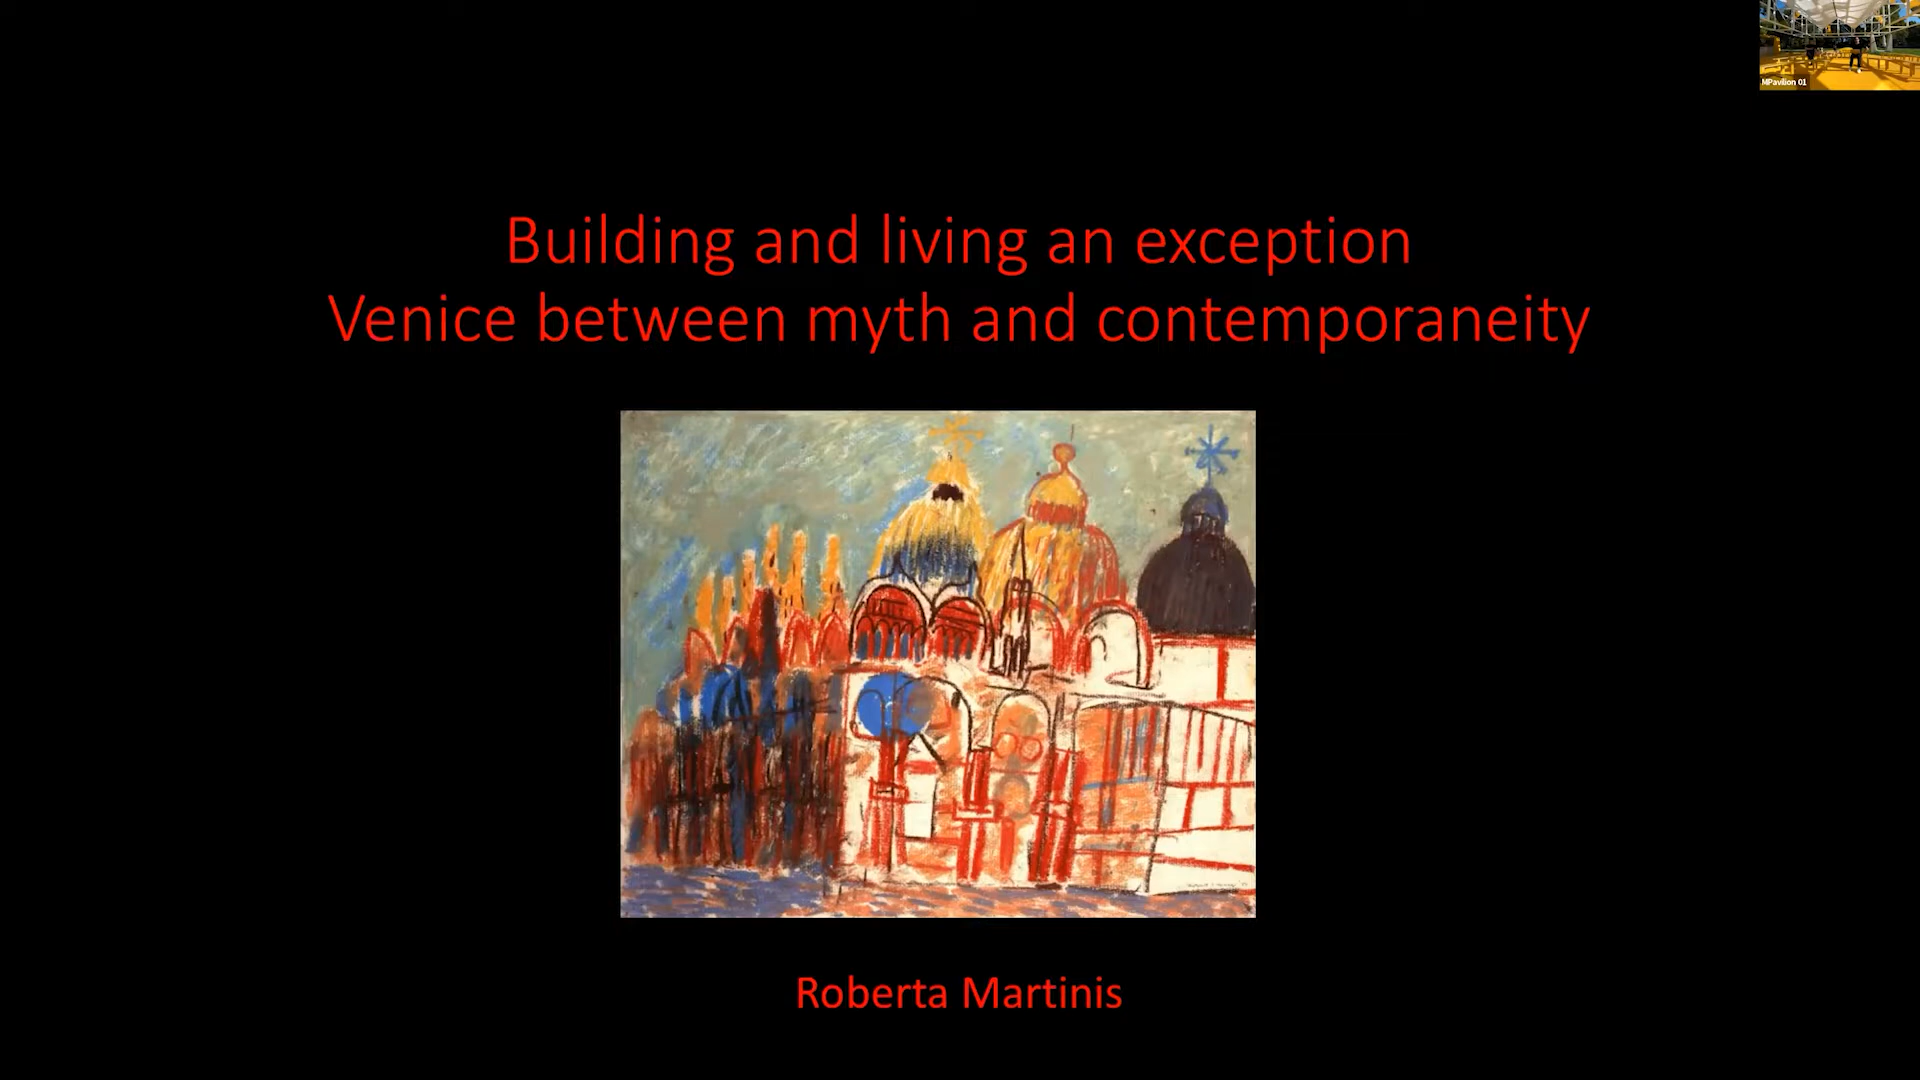 MPavilion 01
Building and living an exception
Venice between myth and contemporaneity
Roberta Martinis